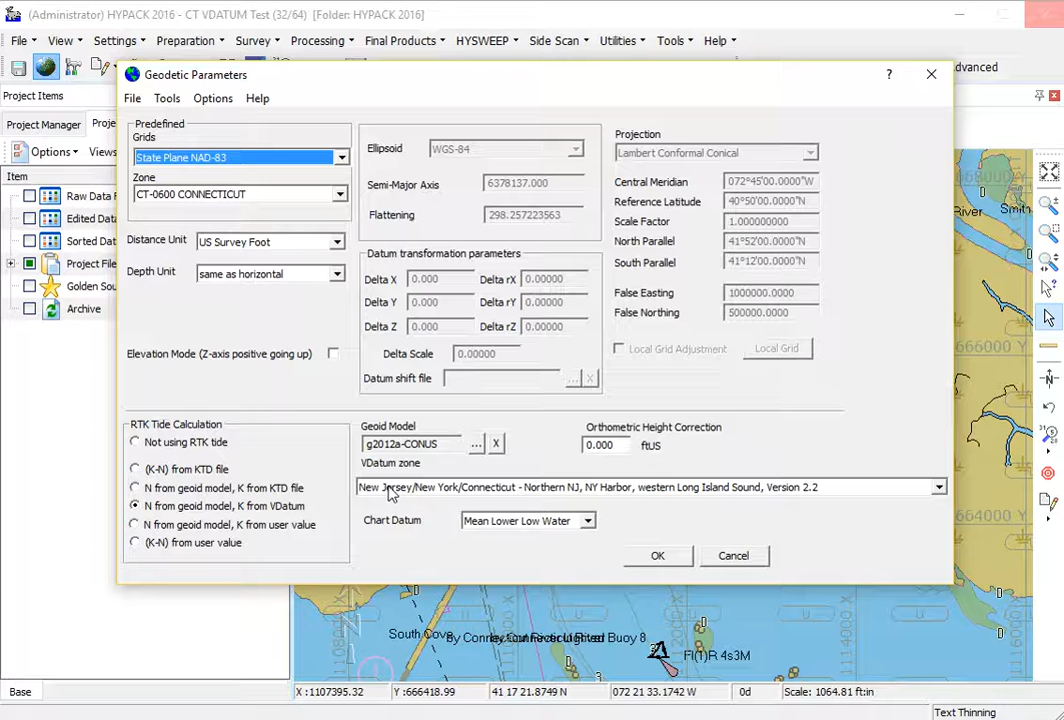 (Administrator) HYPACK 2016 - CT VDATUM Test (32/64) [Folder: HYPACK 2016]
File View Settings Preparation Survey Processing Final Products HYSWEEP Side Scan Utilities Tools Help
Advanced
Project Items
Project Manager
Options Views
Item
Raw Data
Edited Data
Sorted Data
Project File
Golden Sou
Archive
Geodetic Parameters
?
File Tools Options Help
Predefined
Grids
State Plane NAD-83
Zone
CT-0600 CONNECTICUT
Distance Unit US Survey Foot
Depth Unit same as horizontal
Elevation Mode (Z-axis positive going up)
Ellipsoid WGS-84
Semi-Major Axis 6378137.000
Flattening 298.257223563
Datum transformation parameters
Delta X 0.000 Delta rX 0.00000
Delta Y 0.000 Delta rY 0.00000
Delta Z 0.000 Delta rZ 0.00000
Delta Scale 0.00000
Datum shift file ... X
Projection
Lambert Conformal Conical
Central Meridian 072°45'00.0000"W
Reference Latitude 40°50'00.0000"N
Scale Factor 1.000000000
North Parallel 41°52'00.0000"N
South Parallel 41°12'00.0000"N
False Easting 1000000.0000
False Northing 500000.0000
Local Grid Adjustment Local Grid
RTK Tide Calculation
Not using RTK tide
(K-N) from KTD file
N from geoid model, K from KTD file
N from geoid model, K from VDatum
N from geoid model, K from user value
(K-N) from user value
Geoid Model
g2012a-CONUS ... X
Orthometric Height Correction
0.000 ftUS
VDatum zone
New Jersey/New York/Connecticut - Northern NJ, NY Harbor, western Long Island Sound, Version 2.2
Chart Datum Mean Lower Low Water
OK Cancel
River Smith
666000 Y
664000 Y
South Cove
Buoy 8
Fl(1)R 4s3M
Base
X :1107395.32 Y :666418.99 41 17 21.8749 N 072 21 33.1742 W 0d Scale: 1064.81 ft:in
Text Thinning